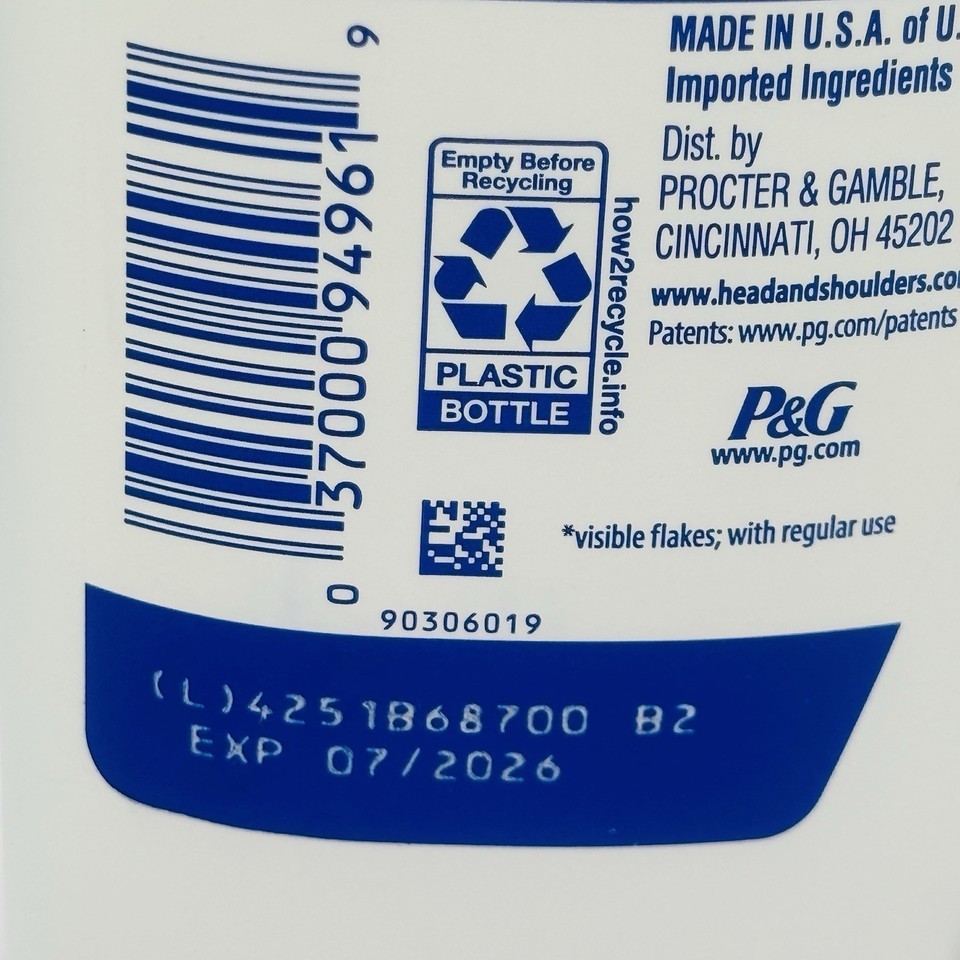 MADE IN U.S.A. of U.
Imported Ingredients
Dist. by
PROCTER & GAMBLE,
CINCINNATI, OH 45202
www.headandshoulders.co
Patents: www.pg.com/patents
P&G
www.pg.com
*visible flakes; with regular use
Empty Before
Recycling
PLASTIC
BOTTLE
how2recycle.info
0 37000 94961 9
90306019
(L)4251B68700 B2
EXP 07/2026